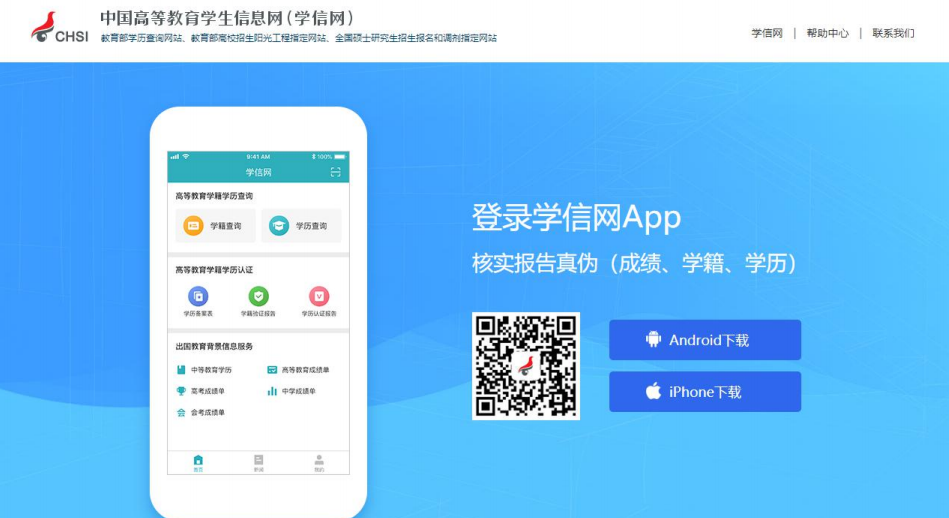 中国高等教育学生信息网(学信网)
CHSI
教育部学历查询网站、教育部高校招生阳光工程指定网站、全国硕士研究生招生报名和调剂指定网站
学信网 | 帮助中心 | 联系我们
9:41 AM 100%
学信网
高等教育学籍学历查询
学籍查询 学历查询
高等教育学籍学历认证
学历备案表 学籍验证报告 学历认证报告
出国教育背景信息服务
中等教育学历 高等教育成绩单
高考成绩单 中学成绩单
会考成绩单
首页 新闻 我的
登录学信网App
核实报告真伪（成绩、学籍、学历）
Android下载
iPhone下载